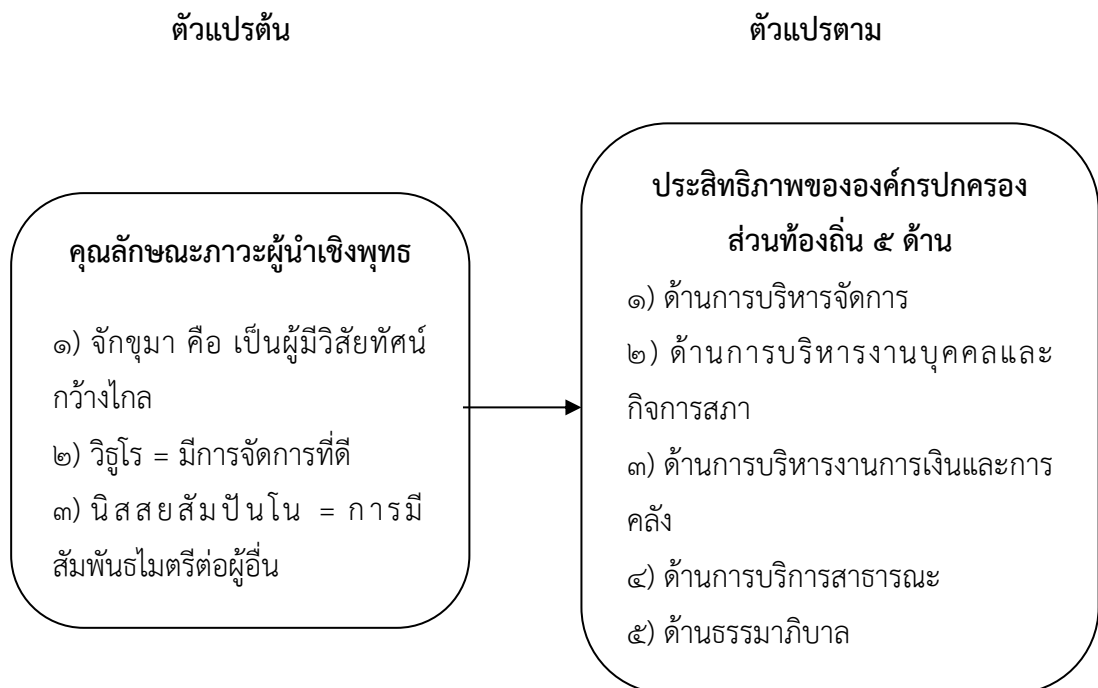 ตัวแปรต้น
ตัวแปรตาม
คุณลักษณะภาวะผู้นำเชิงพุทธ
๑) จักขุมา คือ เป็นผู้มีวิสัยทัศน์
กว้างไกล
๒) วิธูโร = มีการจัดการที่ดี
๓) นิสสยสัมปันโน = การมี
สัมพันธไมตรีต่อผู้อื่น
ประสิทธิภาพขององค์กรปกครอง
ส่วนท้องถิ่น ๕ ด้าน
๑) ด้านการบริหารจัดการ
๒) ด้านการบริหารงานบุคคลและ
กิจการสภา
๓) ด้านการบริหารงานการเงินและการ
คลัง
๔) ด้านการบริการสาธารณะ
๕) ด้านธรรมาภิบาล